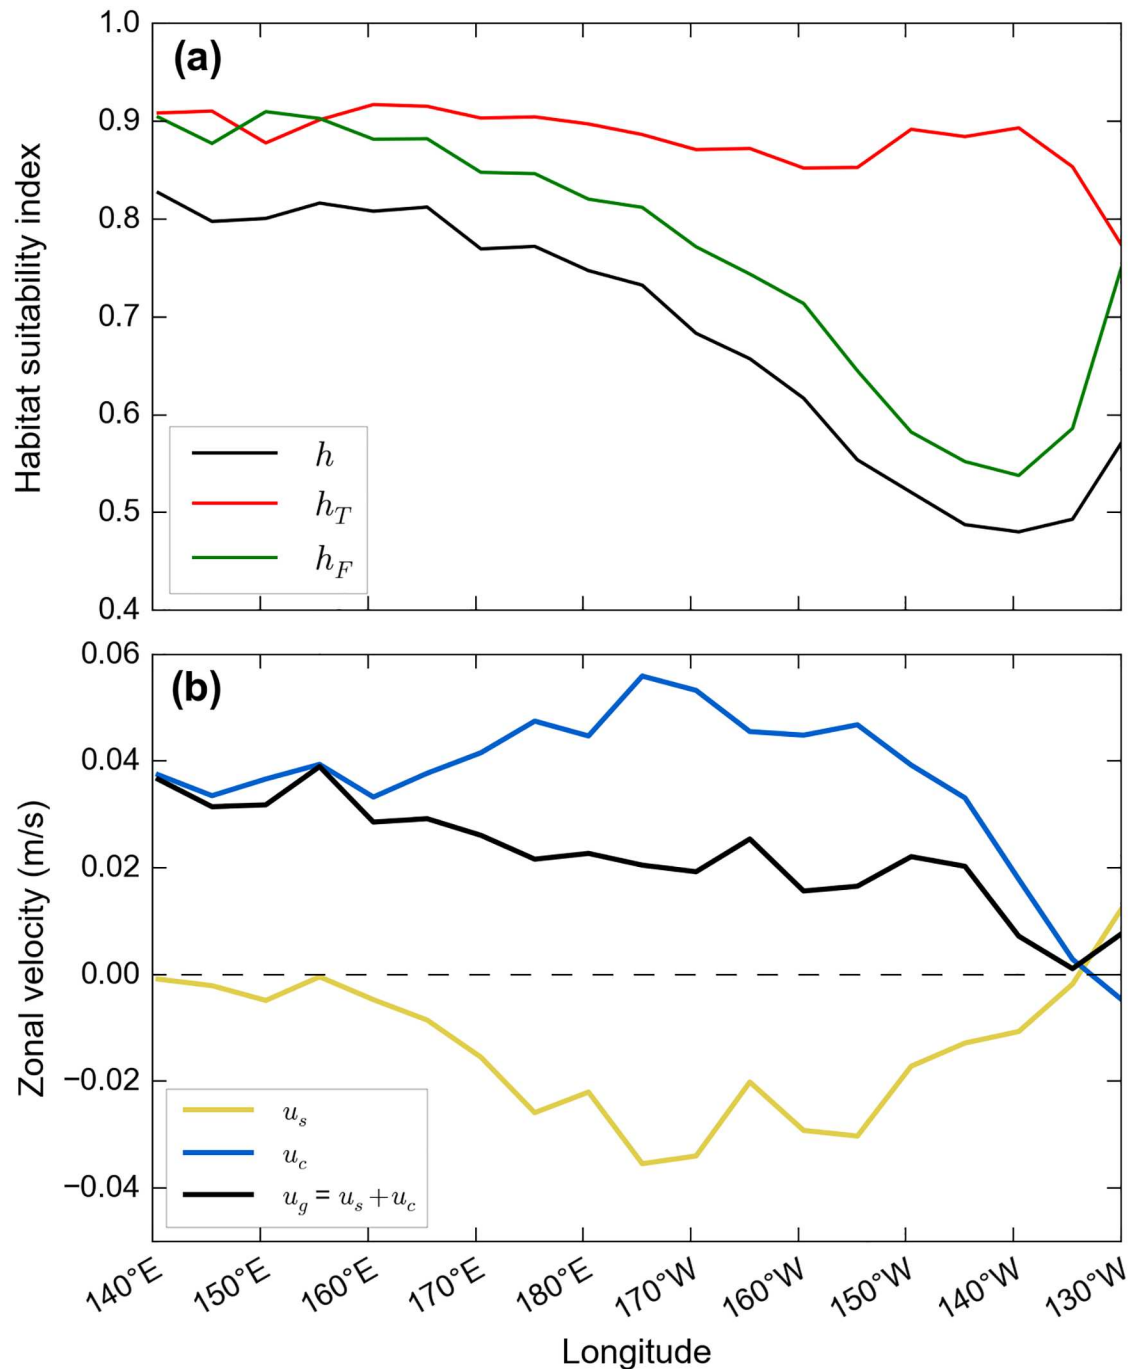 (a)
Habitat suitability index
1.0
0.9
0.8
0.7
0.6
0.5
0.4
h
h_T
h_F
(b)
Zonal velocity (m/s)
0.06
0.04
0.02
0.00
−0.02
−0.04
u_s
u_c
u_g = u_s + u_c
140°E
150°E
160°E
170°E
180°E
170°W
160°W
150°W
140°W
130°W
Longitude